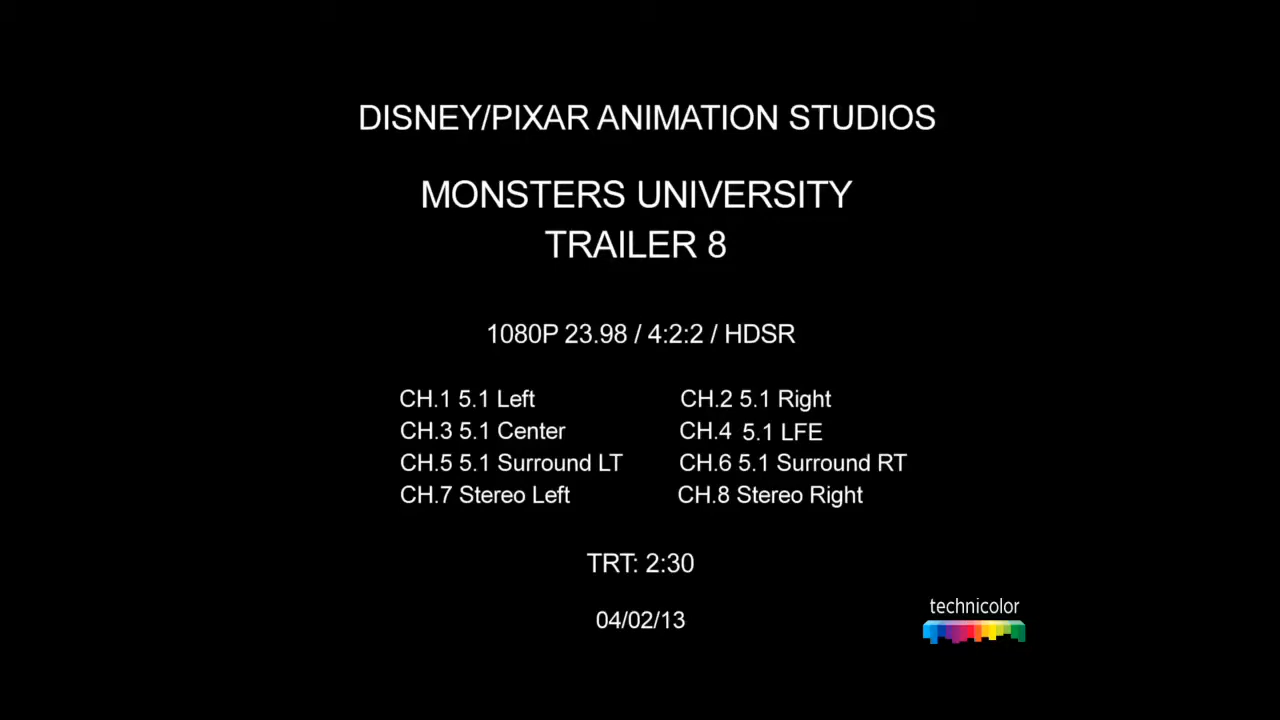 DISNEY/PIXAR ANIMATION STUDIOS
MONSTERS UNIVERSITY
TRAILER 8
1080P 23.98 / 4:2:2 / HDSR
CH.1 5.1 Left CH.2 5.1 Right
CH.3 5.1 Center CH.4 5.1 LFE
CH.5 5.1 Surround LT CH.6 5.1 Surround RT
CH.7 Stereo Left CH.8 Stereo Right
TRT: 2:30
04/02/13
technicolor